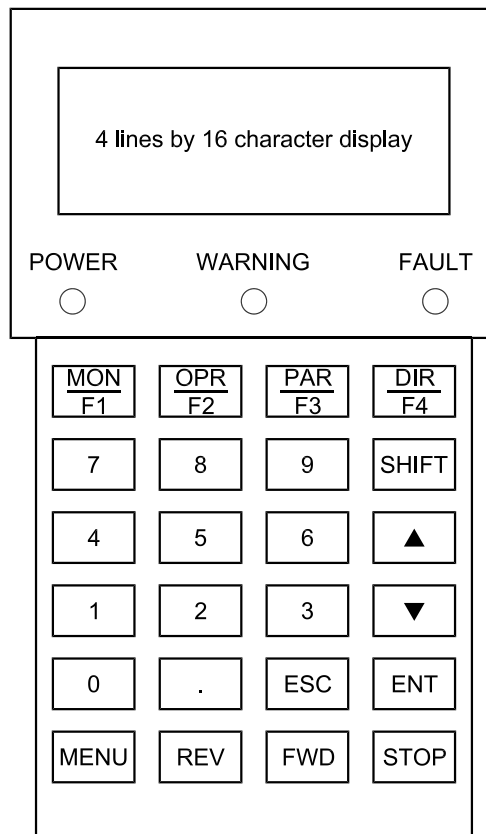 4 lines by 16 character display
POWER WARNING FAULT
MON OPR PAR DIR
F1 F2 F3 F4
7 8 9 SHIFT
4 5 6 ▲
1 2 3 ▼
0 . ESC ENT
MENU REV FWD STOP